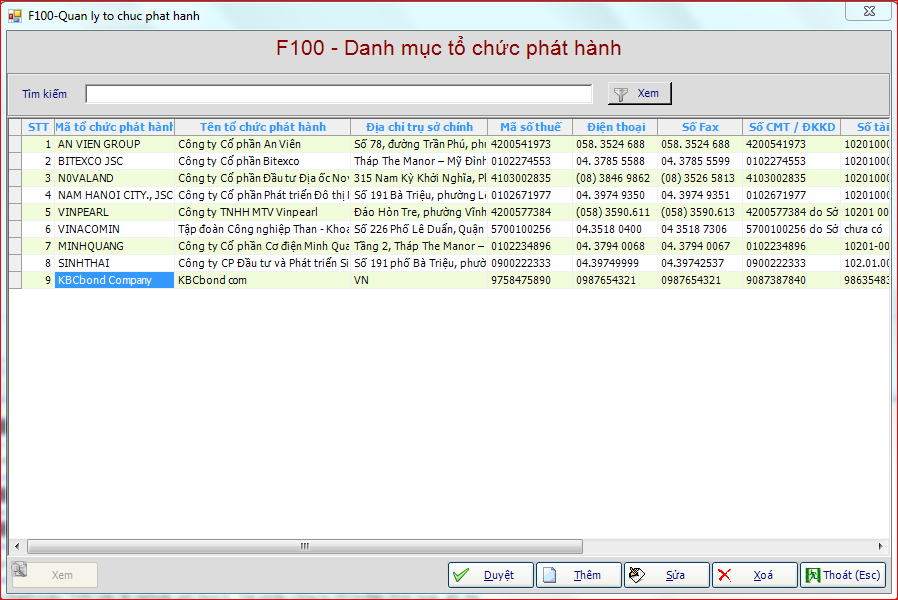 F100-Quan ly to chuc phat hanh
F100 - Danh mục tổ chức phát hành
Tìm kiếm Xem
STT Mã tổ chức phát hành Tên tổ chức phát hành Địa chỉ trụ sở chính Mã số thuế Điện thoại Số Fax Số CMT / ĐKKD Số tài
1 AN VIEN GROUP Công ty Cổ phần An Viên Số 78, đường Trần Phú, phu 4200541973 058. 3524 688 058. 3524 688 4200541973 10201000
2 BITEXCO JSC Công ty Cổ phần Bitexco Tháp The Manor – Mỹ Đình 0102274553 04. 3785 5588 04. 3785 5599 0102274553 10201000
3 NOVALAND Công ty Cổ phần Đầu tư Địa ốc Nov 315 Nam Kỳ Khởi Nghĩa, Ph 4103002835 (08) 3846 9862 (08) 3526 5813 4103002835 10201000
4 NAM HANOI CITY., JSC Công ty Cổ phần Phát triển Đô thị Số 191 Bà Triệu, phường Lê 0102671977 04. 3974 9350 04. 3974 9351 0102671977 10201000
5 VINPEARL Công ty TNHH MTV Vinpearl Đảo Hòn Tre, phường Vĩnh 4200577384 (058) 3590.611 (058) 3590.613 4200577384 do Sở 10201 00
6 VINACOMIN Tập đoàn Công nghiệp Than - Khoa Số 226 Phố Lê Duẩn, Quận 5700100256 04.3518 0400 04 3518 7306 5700100256 do Sở chưa có
7 MINHQUANG Công ty Cổ phần Cơ điện Minh Qua Tầng 2, Tháp The Manor – 0102234896 04. 3794 0068 04. 3794 0067 0102234896 10201-00
8 SINHTHAI Công ty CP Đầu tư và Phát triển Si Số 191 phố Bà Triệu, phườ 0900222333 04.39749999 04.39742537 0900222333 102.01.00
9 KBCbond Company KBCbond com VN 9758475890 0987654321 0987654321 9087387840 98635483
Xem Duyệt Thêm Sửa Xoá Thoát (Esc)